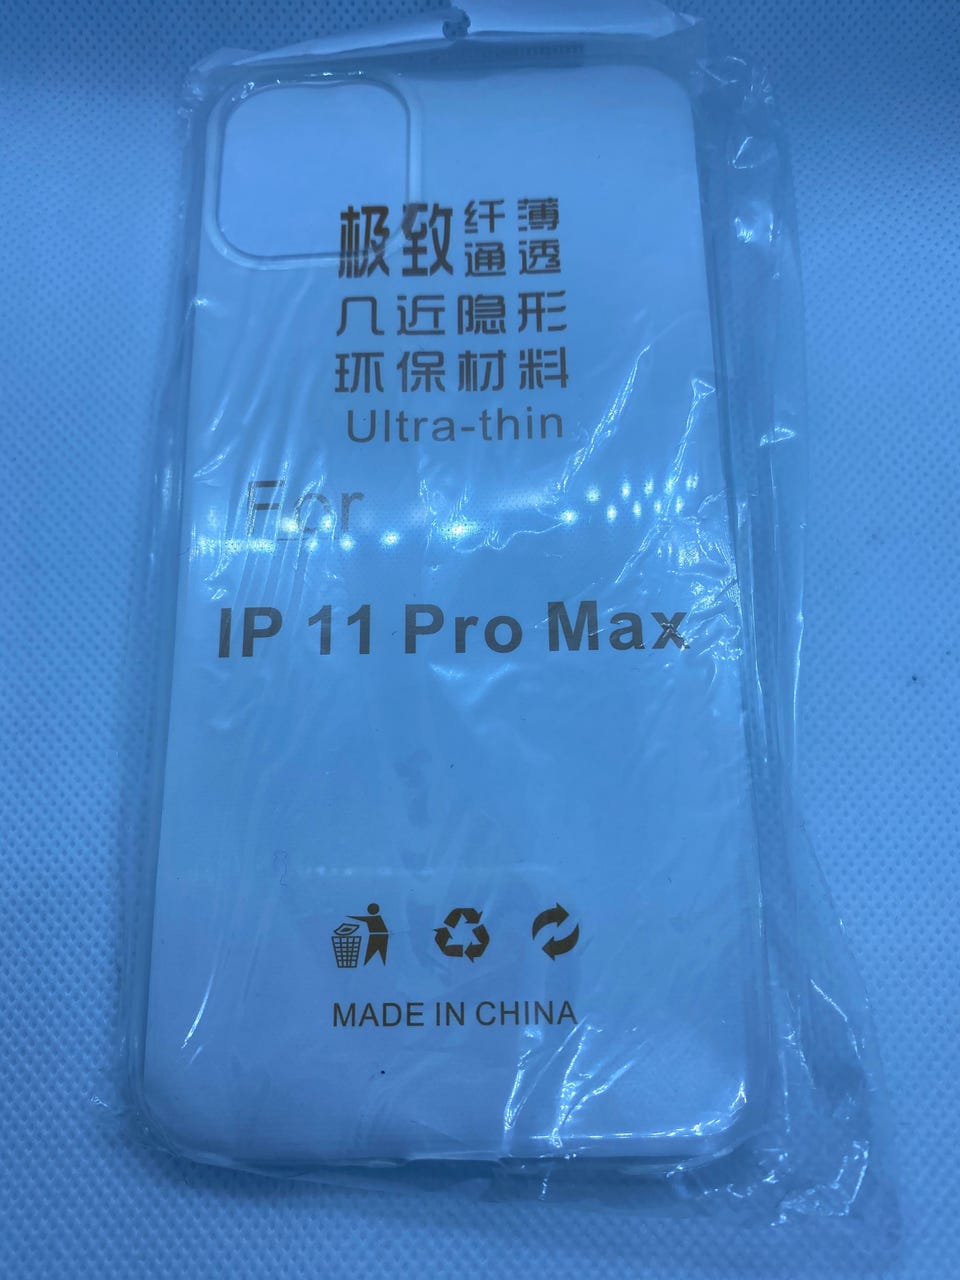 极致纤薄通透
几近隐形
环保材料
Ultra-thin
For
IP 11 Pro Max
MADE IN CHINA